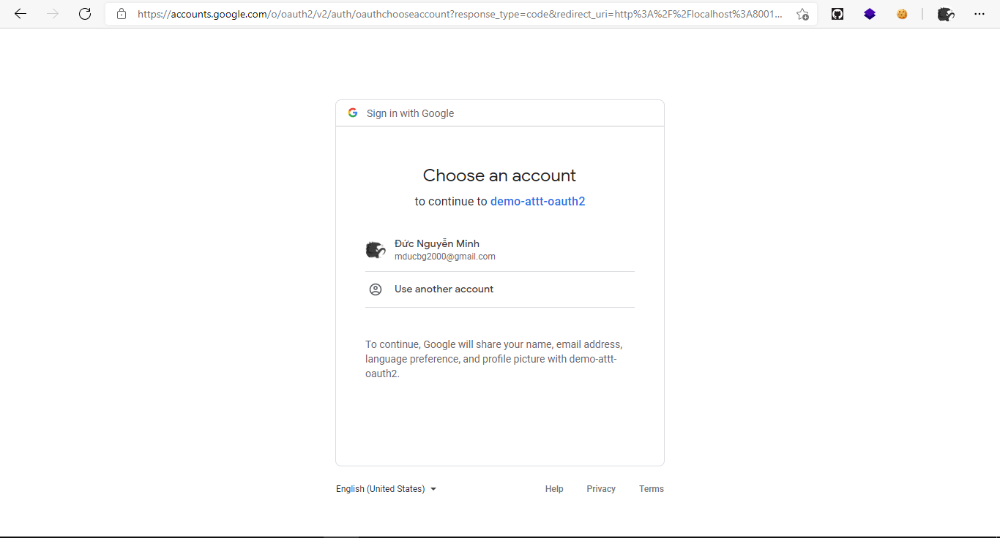 https://accounts.google.com/o/oauth2/v2/auth/oauthchooseaccount?response_type=code&redirect_uri=http%3A%2F%2Flocalhost%3A8001...
Sign in with Google
Choose an account
to continue to demo-attt-oauth2
Đức Nguyễn Minh
mducbg2000@gmail.com
Use another account
To continue, Google will share your name, email address,
language preference, and profile picture with demo-attt-
oauth2.
English (United States)
Help
Privacy
Terms